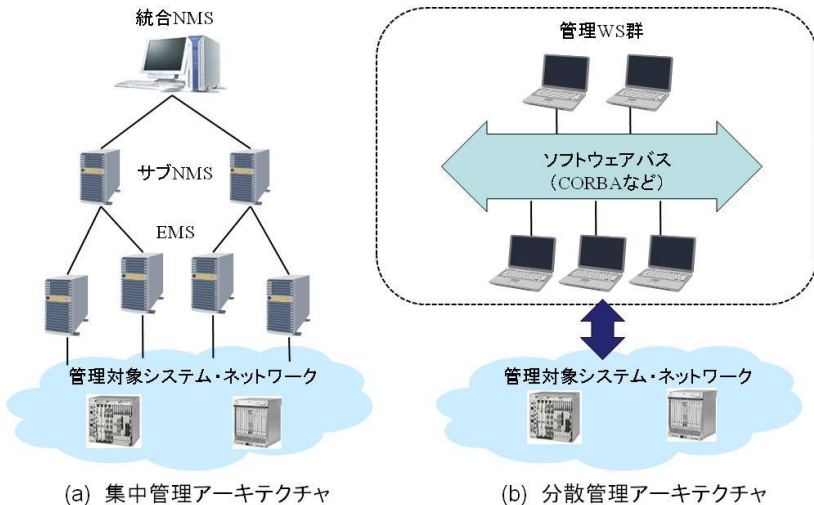 統合NMS
サブNMS
EMS
管理対象システム・ネットワーク
(a) 集中管理アーキテクチャ
管理WS群
ソフトウェアバス
(CORBAなど)
管理対象システム・ネットワーク
(b) 分散管理アーキテクチャ